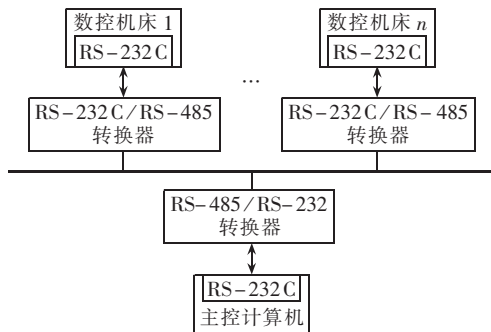 数控机床 1
RS-232C
数控机床 n
RS-232C
...
RS-232C/RS-485
转换器
RS-232C/RS-485
转换器
RS-485/RS-232
转换器
RS-232C
主控计算机